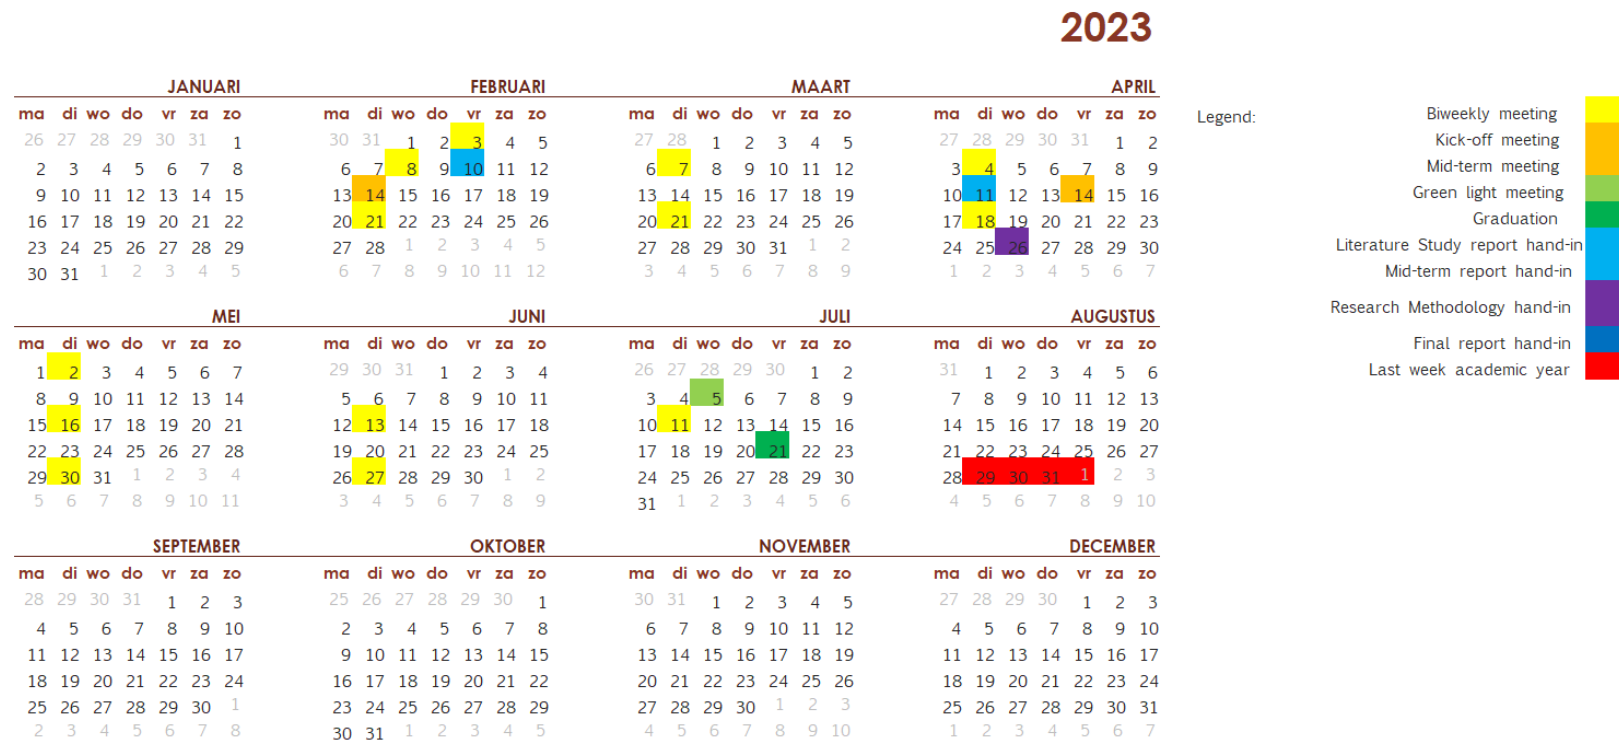 2023
JANUARI FEBRUARI MAART APRIL
ma di wo do vr za zo ma di wo do vr za zo ma di wo do vr za zo ma di wo do vr za zo Legend: Biweekly meeting
26 27 28 29 30 31 1 30 31 1 2 3 4 5 27 28 1 2 3 4 5 27 28 29 30 31 1 2 Kick-off meeting
2 3 4 5 6 7 8 6 7 8 9 10 11 12 6 7 8 9 10 11 12 3 4 5 6 7 8 9 Mid-term meeting
9 10 11 12 13 14 15 13 14 15 16 17 18 19 13 14 15 16 17 18 19 10 11 12 13 14 15 16 Green light meeting
16 17 18 19 20 21 22 20 21 22 23 24 25 26 20 21 22 23 24 25 26 17 18 19 20 21 22 23 Graduation
23 24 25 26 27 28 29 27 28 1 2 3 4 5 27 28 29 30 31 1 2 24 25 26 27 28 29 30 Literature Study report hand-in
30 31 1 2 3 4 5 6 7 8 9 10 11 12 3 4 5 6 7 8 9 1 2 3 4 5 6 7 Mid-term report hand-in
MEI JUNI JULI AUGUSTUS Research Methodology hand-in
ma di wo do vr za zo ma di wo do vr za zo ma di wo do vr za zo ma di wo do vr za zo Final report hand-in
1 2 3 4 5 6 7 29 30 31 1 2 3 4 26 27 28 29 30 1 2 31 1 2 3 4 5 6 Last week academic year
8 9 10 11 12 13 14 5 6 7 8 9 10 11 3 4 5 6 7 8 9 7 8 9 10 11 12 13
15 16 17 18 19 20 21 12 13 14 15 16 17 18 10 11 12 13 14 15 16 14 15 16 17 18 19 20
22 23 24 25 26 27 28 19 20 21 22 23 24 25 17 18 19 20 21 22 23 21 22 23 24 25 26 27
29 30 31 1 2 3 4 26 27 28 29 30 1 2 24 25 26 27 28 29 30 28 29 30 31 1 2 3
5 6 7 8 9 10 11 3 4 5 6 7 8 9 31 1 2 3 4 5 6 4 5 6 7 8 9 10
SEPTEMBER OKTOBER NOVEMBER DECEMBER
ma di wo do vr za zo ma di wo do vr za zo ma di wo do vr za zo ma di wo do vr za zo
28 29 30 31 1 2 3 25 26 27 28 29 30 1 30 31 1 2 3 4 5 27 28 29 30 1 2 3
4 5 6 7 8 9 10 2 3 4 5 6 7 8 6 7 8 9 10 11 12 4 5 6 7 8 9 10
11 12 13 14 15 16 17 9 10 11 12 13 14 15 13 14 15 16 17 18 19 11 12 13 14 15 16 17
18 19 20 21 22 23 24 16 17 18 19 20 21 22 20 21 22 23 24 25 26 18 19 20 21 22 23 24
25 26 27 28 29 30 1 23 24 25 26 27 28 29 27 28 29 30 1 2 3 25 26 27 28 29 30 31
2 3 4 5 6 7 8 30 31 1 2 3 4 5 4 5 6 7 8 9 10 1 2 3 4 5 6 7